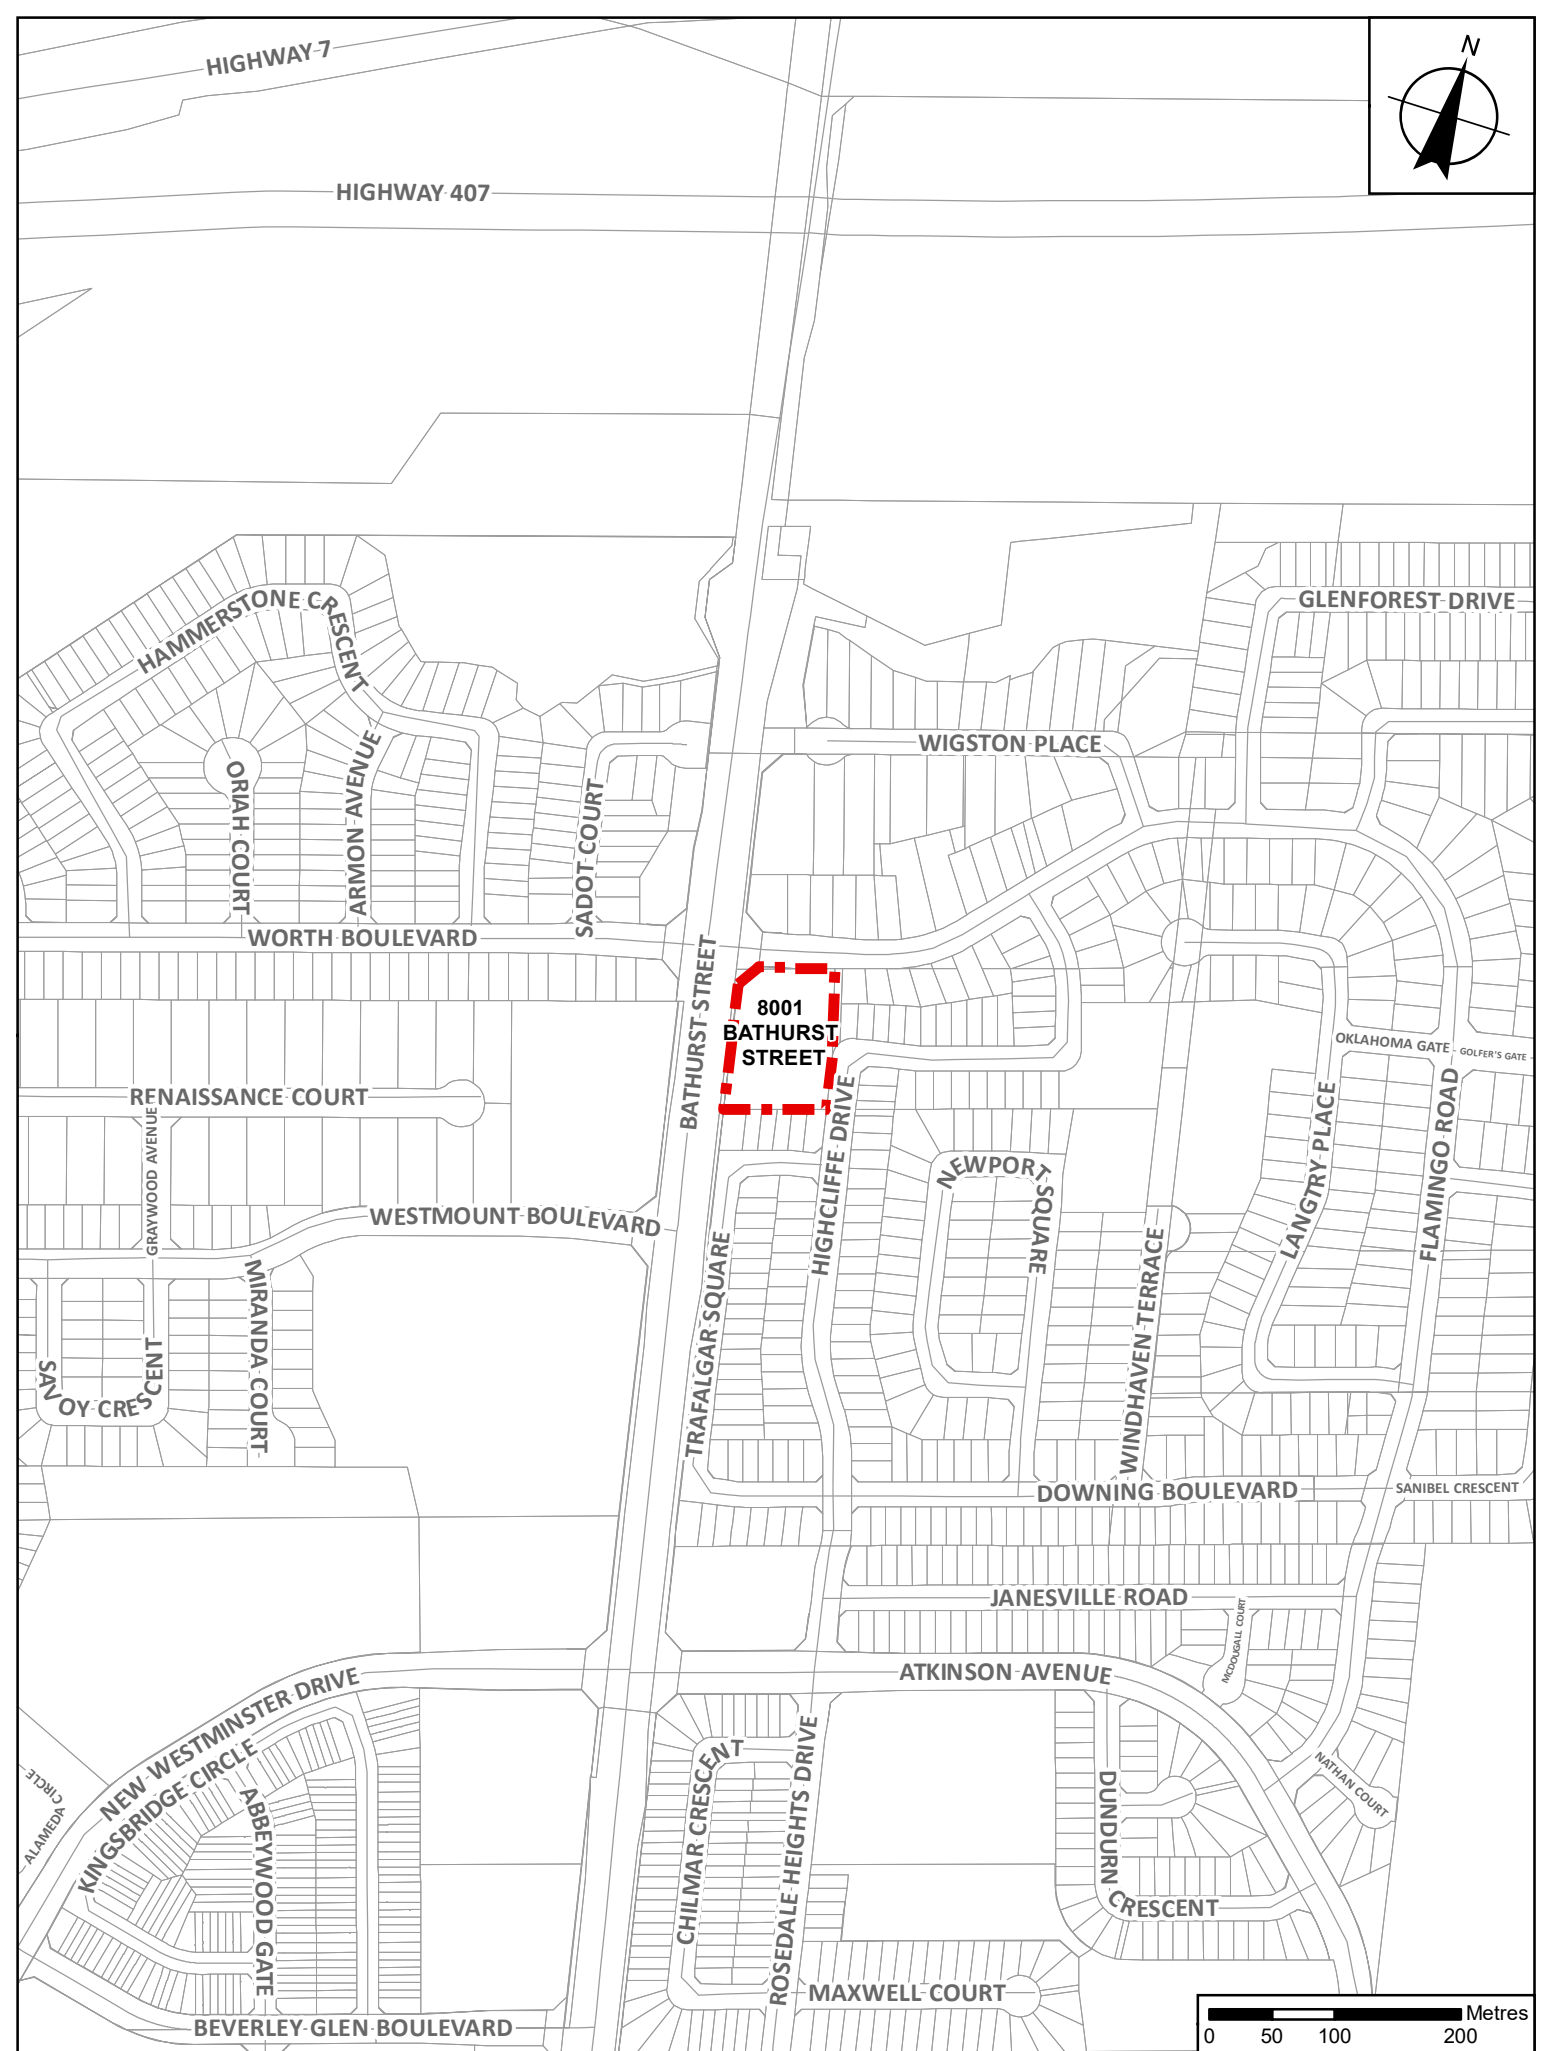 HIGHWAY 7
N
HIGHWAY 407
GLENFOREST DRIVE
HAMMERSTONE CRESCENT
WIGSTON PLACE
ORIAH COURT
ARMON AVENUE
SADOT COURT
WORTH BOULEVARD
BATHURST STREET
8001
BATHURST
STREET
OKLAHOMA GATE
GOLFER'S GATE
RENAISSANCE COURT
GRAYWOOD AVENUE
HIGHCLIFFE DRIVE
NEWPORT SQUARE
LANGTRY PLACE
FLAMINGO ROAD
WESTMOUNT BOULEVARD
MIRANDA COURT
TRAFALGAR SQUARE
WINDHAVEN TERRACE
SAVOY CRESCENT
DOWNING BOULEVARD
SANIBEL CRESCENT
JANESVILLE ROAD
MCDOUGALL COURT
ATKINSON AVENUE
NEW WESTMINSTER DRIVE
KINGSBRIDGE CIRCLE
ALAMEDA CIRCLE
ABBEYWOOD GATE
CHILMAR CRESCENT
ROSEDALE HEIGHTS DRIVE
DUNDURN CRESCENT
NATHAN COURT
MAXWELL COURT
BEVERLEY GLEN BOULEVARD
Metres
0 50 100 200